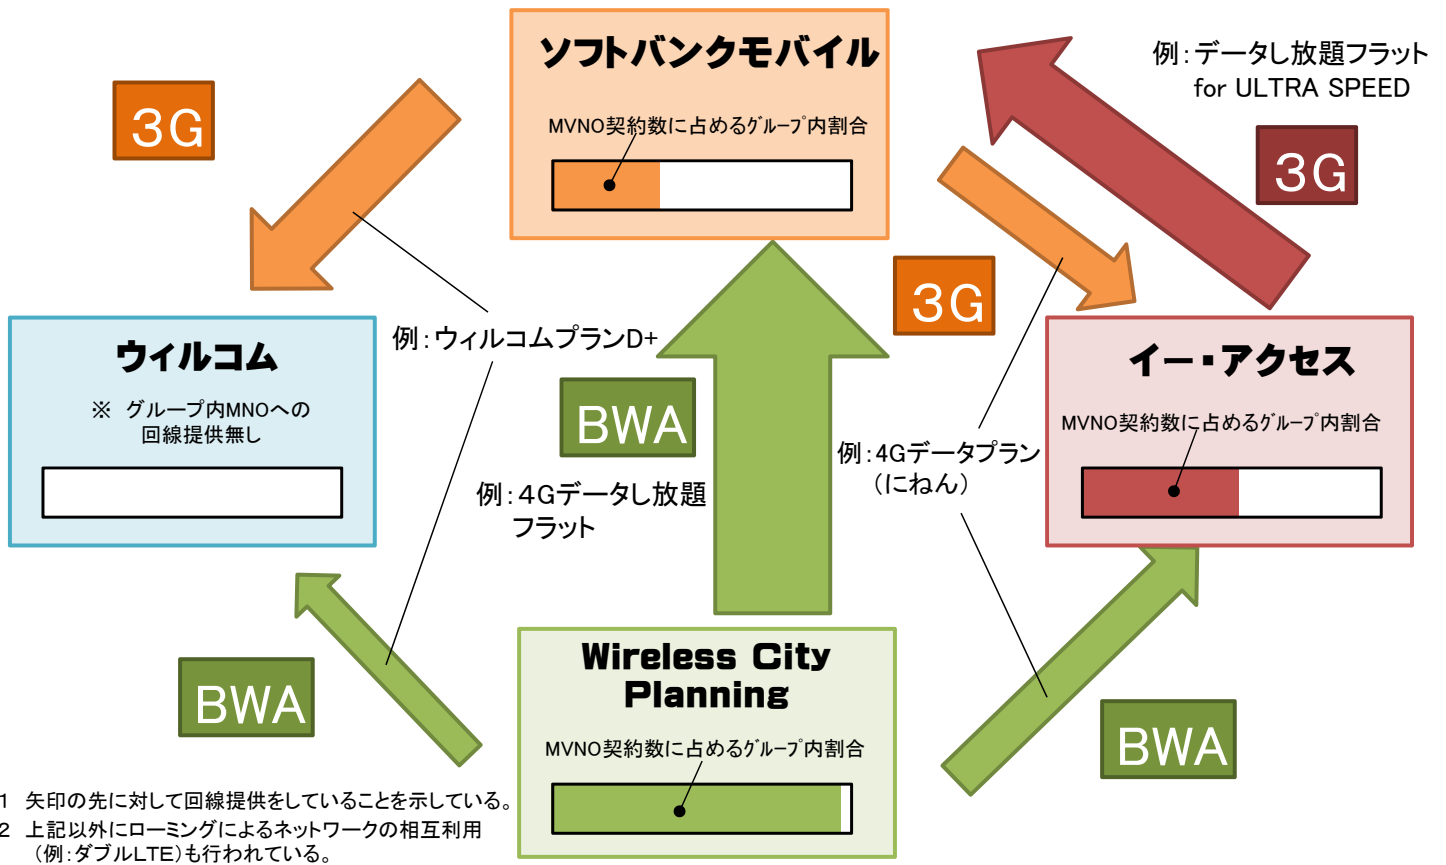 ソフトバンクモバイル
MVNO契約数に占めるグループ内割合
例：データし放題フラット
for ULTRA SPEED
3G
3G
3G
ウィルコム
※　グループ内MNOへの
回線提供無し
例：ウィルコムプランD+
BWA
例：４Gデータし放題
フラット
例：4Gデータプラン
（にねん）
イー・アクセス
MVNO契約数に占めるグループ内割合
BWA
Wireless City
Planning
MVNO契約数に占めるグループ内割合
BWA
1　矢印の先に対して回線提供をしていることを示している。
2　上記以外にローミングによるネットワークの相互利用
（例：ダブルLTE）も行われている。